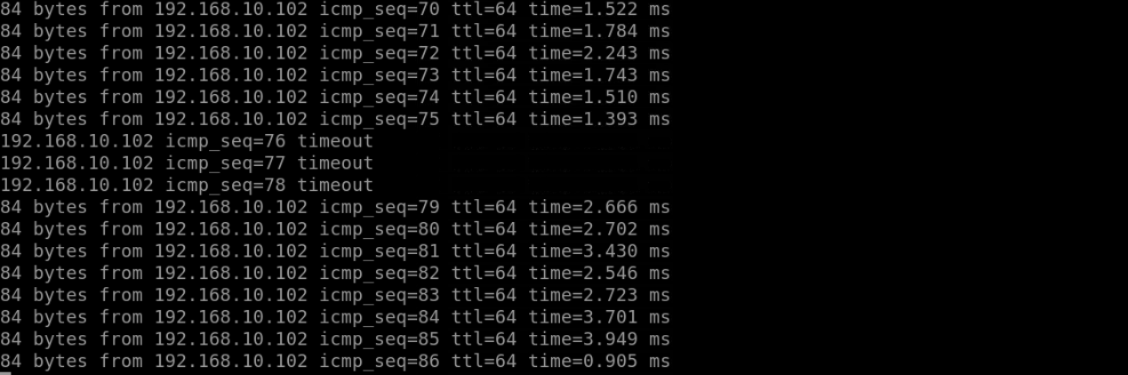 84 bytes from 192.168.10.102 icmp_seq=70 ttl=64 time=1.522 ms
84 bytes from 192.168.10.102 icmp_seq=71 ttl=64 time=1.784 ms
84 bytes from 192.168.10.102 icmp_seq=72 ttl=64 time=2.243 ms
84 bytes from 192.168.10.102 icmp_seq=73 ttl=64 time=1.743 ms
84 bytes from 192.168.10.102 icmp_seq=74 ttl=64 time=1.510 ms
84 bytes from 192.168.10.102 icmp_seq=75 ttl=64 time=1.393 ms
192.168.10.102 icmp_seq=76 timeout
192.168.10.102 icmp_seq=77 timeout
192.168.10.102 icmp_seq=78 timeout
84 bytes from 192.168.10.102 icmp_seq=79 ttl=64 time=2.666 ms
84 bytes from 192.168.10.102 icmp_seq=80 ttl=64 time=2.702 ms
84 bytes from 192.168.10.102 icmp_seq=81 ttl=64 time=3.430 ms
84 bytes from 192.168.10.102 icmp_seq=82 ttl=64 time=2.546 ms
84 bytes from 192.168.10.102 icmp_seq=83 ttl=64 time=2.723 ms
84 bytes from 192.168.10.102 icmp_seq=84 ttl=64 time=3.701 ms
84 bytes from 192.168.10.102 icmp_seq=85 ttl=64 time=3.949 ms
84 bytes from 192.168.10.102 icmp_seq=86 ttl=64 time=0.905 ms